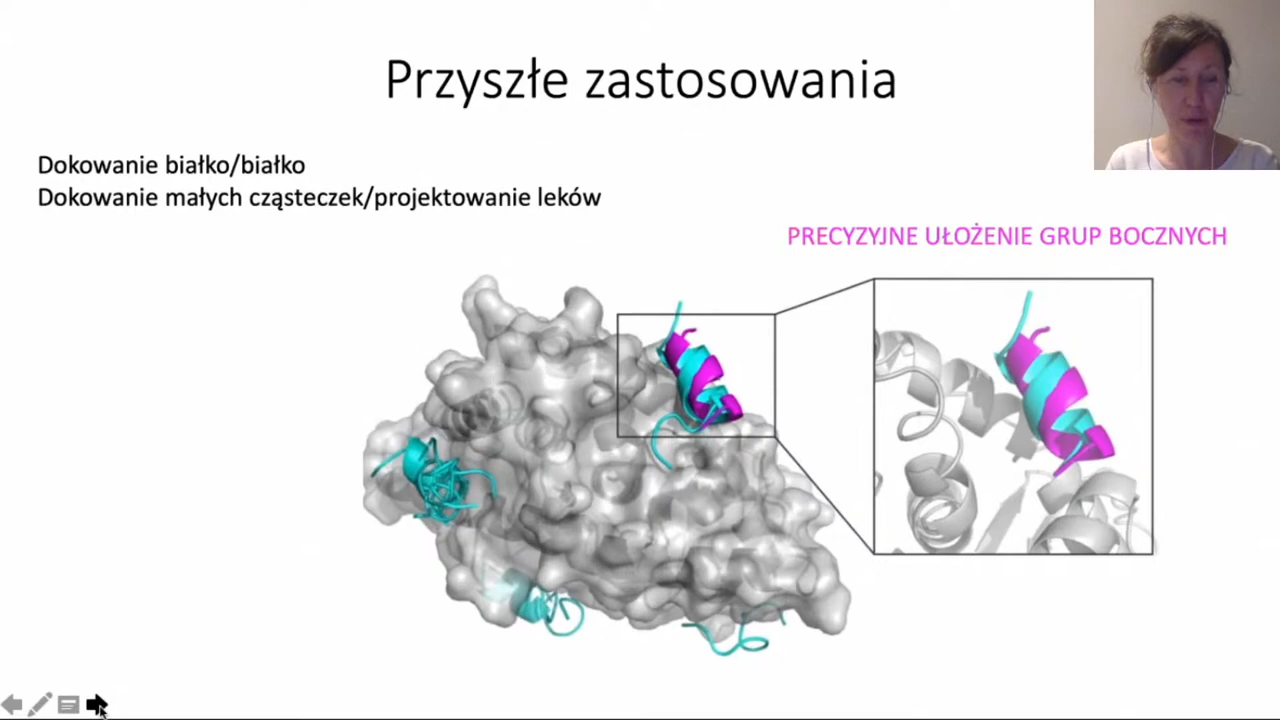 Przyszłe zastosowania
Dokowanie białko/białko
Dokowanie małych cząsteczek/projektowanie leków
PRECYZYJNE UŁOŻENIE GRUP BOCZNYCH